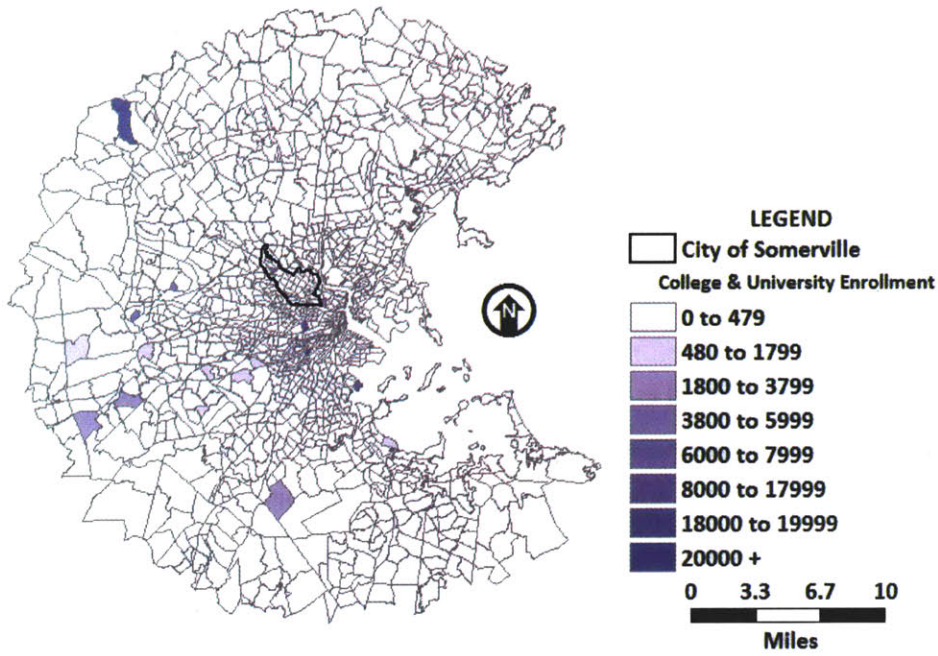 LEGEND
City of Somerville
College & University Enrollment
0 to 479
480 to 1799
1800 to 3799
3800 to 5999
6000 to 7999
8000 to 17999
18000 to 19999
20000 +
N
0 3.3 6.7 10
Miles